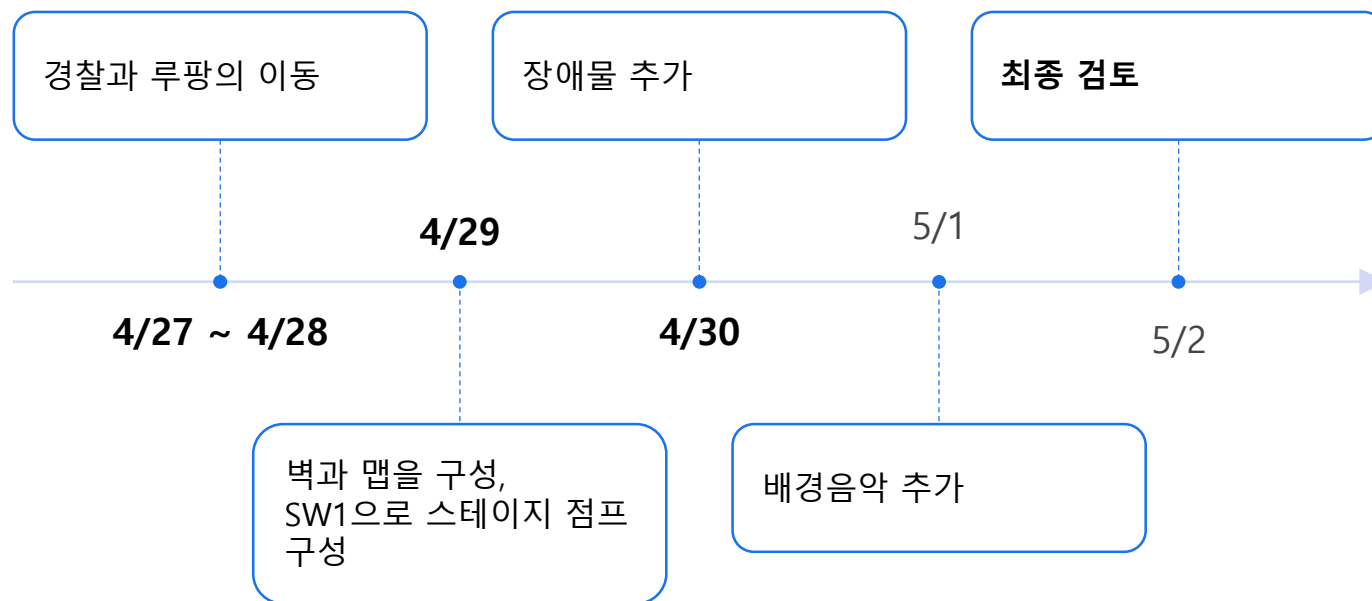 경찰과 루팡의 이동
장애물 추가
최종 검토
4/29
5/1
4/27 ~ 4/28
4/30
5/2
벽과 맵을 구성,
SW1으로 스테이지 점프
구성
배경음악 추가